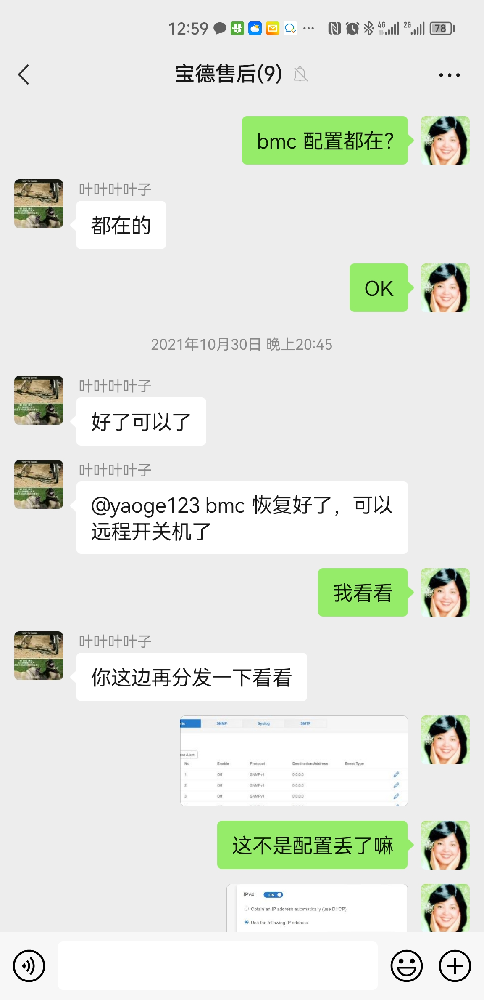 12:59
4G
2G
78
宝德售后(9)
bmc 配置都在?
叶叶叶叶子
都在的
OK
2021年10月30日 晚上20:45
叶叶叶叶子
好了可以了
叶叶叶叶子
@yaoge123 bmc 恢复好了，可以
远程开关机了
我看看
叶叶叶叶子
你这边再分发一下看看
rts SNMP Syslog SMTP
est Alert
No Enable Protocol Destination Address Event Type
1 Off SNMPv1 0.0.0.0
2 Off SNMPv1 0.0.0.0
3 Off SNMPv1 0.0.0.0
这不是配置丢了嘛
IPv4 ON
Obtain an IP address automatically (use DHCP).
Use the following IP address